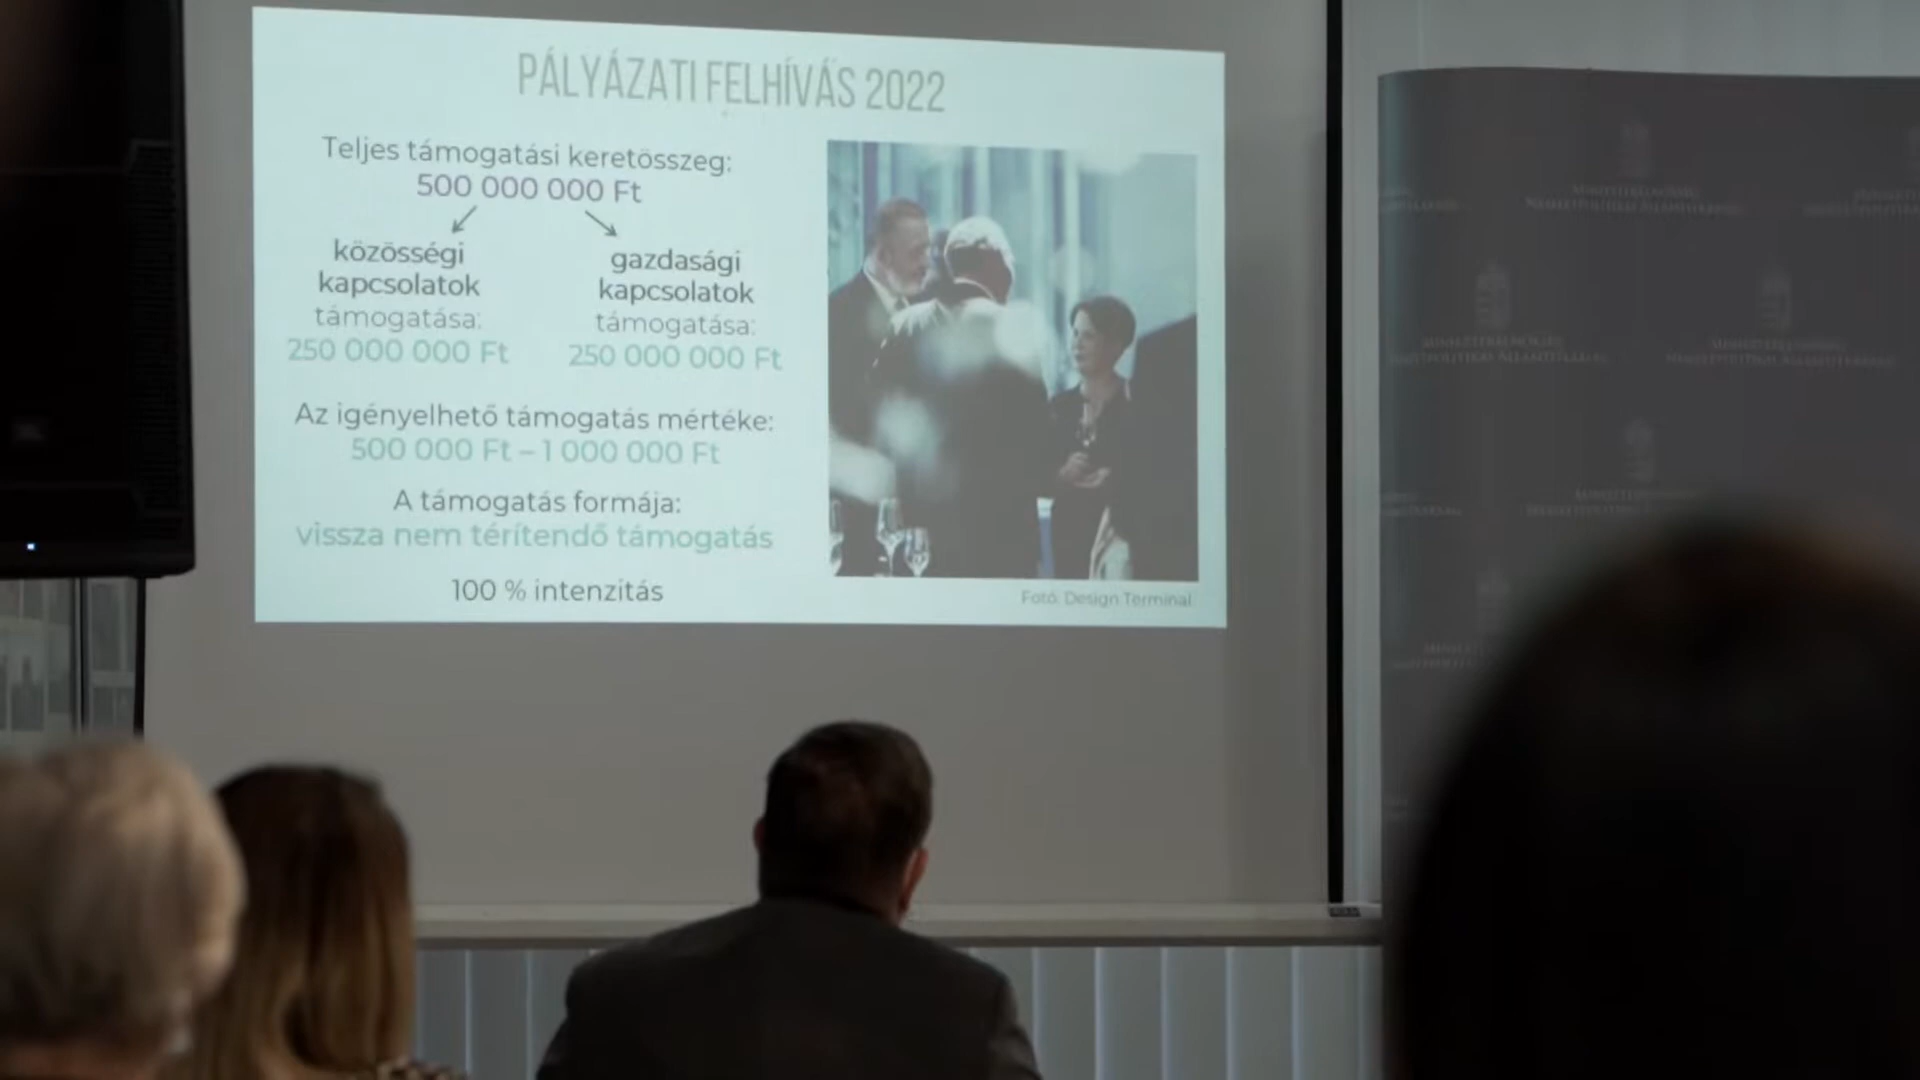 PÁLYÁZATI FELHÍVÁS 2022
Teljes támogatási keretösszeg:
500 000 000 Ft
közösségi
kapcsolatok
támogatása:
250 000 000 Ft
gazdasági
kapcsolatok
támogatása:
250 000 000 Ft
Az igényelhető támogatás mértéke:
500 000 Ft – 1 000 000 Ft
A támogatás formája:
vissza nem térítendő támogatás
100 % intenzitás
Fotó: Design Terminal